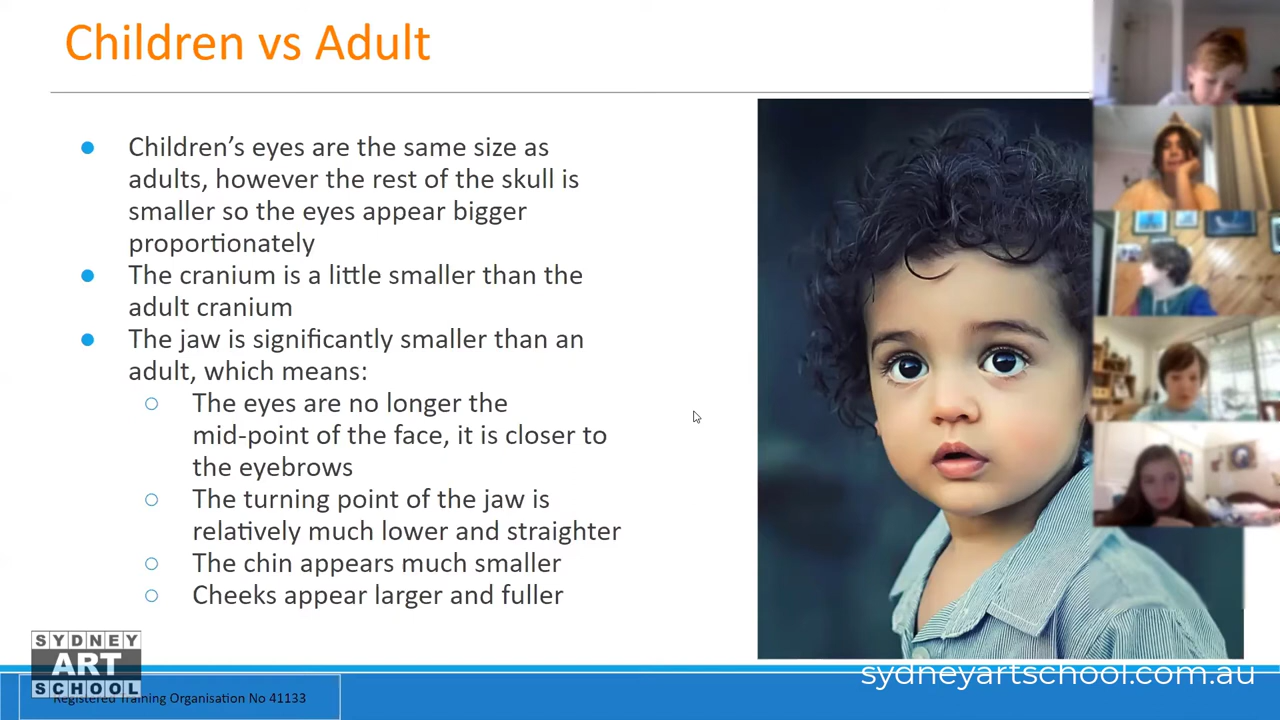 Children vs Adult
Children’s eyes are the same size as
adults, however the rest of the skull is
smaller so the eyes appear bigger
proportionately
The cranium is a little smaller than the
adult cranium
The jaw is significantly smaller than an
adult, which means:
The eyes are no longer the
mid-point of the face, it is closer to
the eyebrows
The turning point of the jaw is
relatively much lower and straighter
The chin appears much smaller
Cheeks appear larger and fuller
SYDNEY
ART
SCHOOL
Registered Training Organisation No 41133
sydneyartschool.com.au